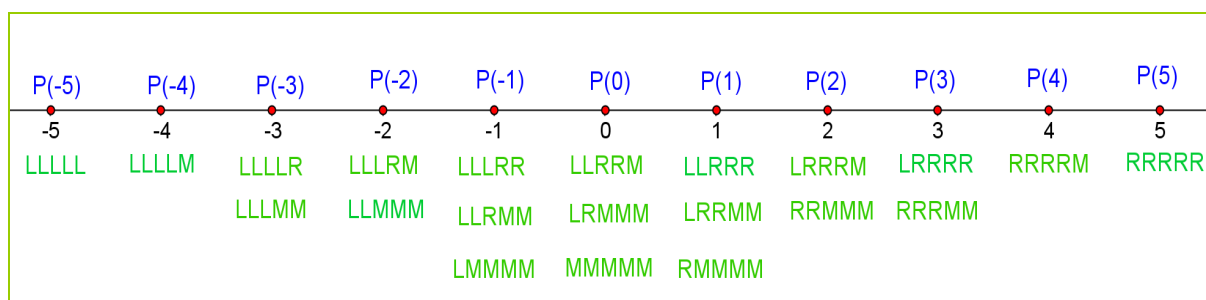 P(-5) P(-4) P(-3) P(-2) P(-1) P(0) P(1) P(2) P(3) P(4) P(5)
-5 -4 -3 -2 -1 0 1 2 3 4 5
LLLLL LLLLM LLLLR LLLRM LLLRR LLRRM LLRRR LRRRM LRRRR RRRRM RRRRR
LLLMM LLMMM LLRMM LRMMM LRRMM RRMMM RRRMM
LMMMM MMMMM RMMMM